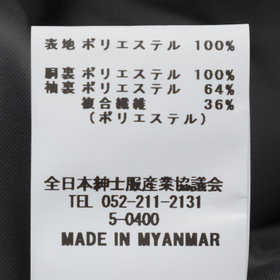 表地 ポリエステル 100%
胴裏 ポリエステル 100%
袖裏 ポリエステル 64%
複合繊維 36%
(ポリエステル)
全日本紳士服産業協議会
TEL 052-211-2131
5-0400
MADE IN MYANMAR